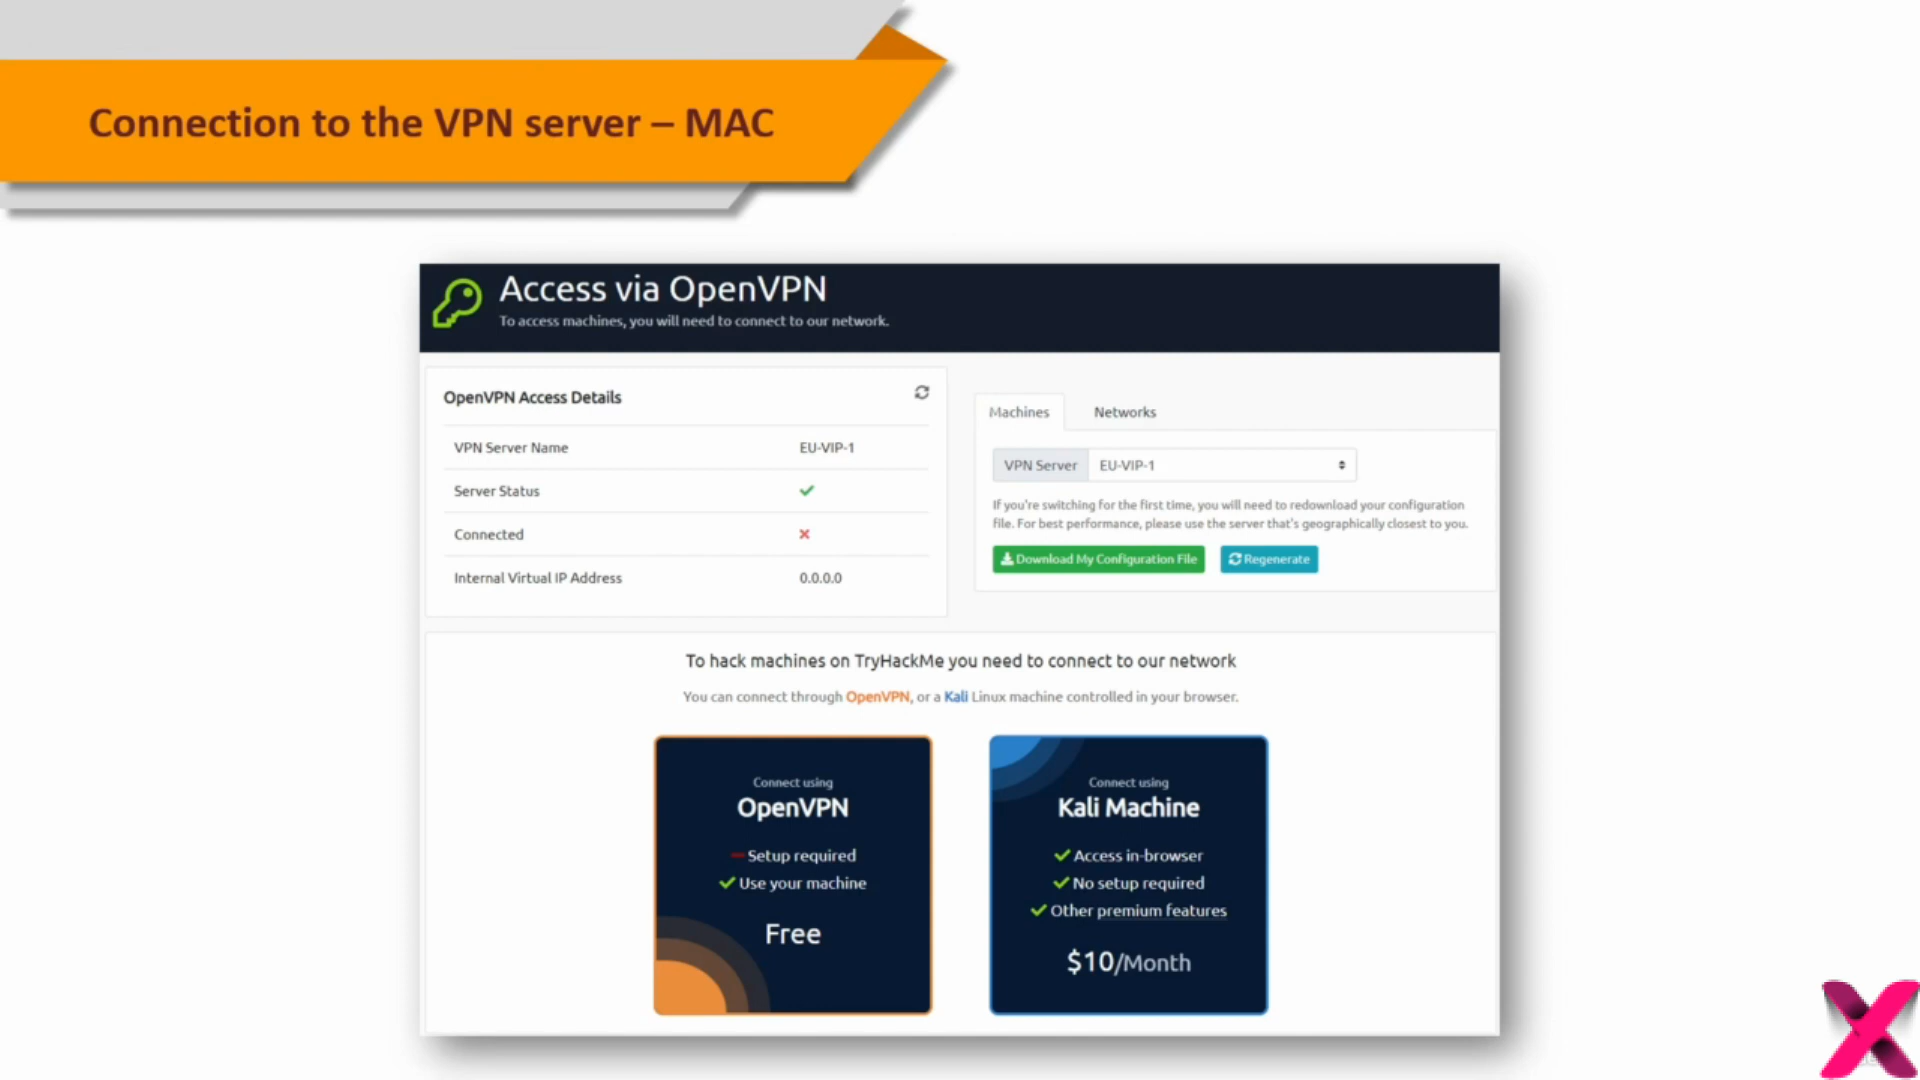 Connection to the VPN server – MAC
Access via OpenVPN
To access machines, you will need to connect to our network.
OpenVPN Access Details
VPN Server Name EU-VIP-1
Server Status
Connected
Internal Virtual IP Address 0.0.0.0
Machines Networks
VPN Server EU-VIP-1
If you're switching for the first time, you will need to redownload your configuration
file. For best performance, please use the server that's geographically closest to you.
Download My Configuration File Regenerate
To hack machines on TryHackMe you need to connect to our network
You can connect through OpenVPN, or a Kali Linux machine controlled in your browser.
Connect using
OpenVPN
Setup required
Use your machine
Free
Connect using
Kali Machine
Access in-browser
No setup required
Other premium features
$10/Month